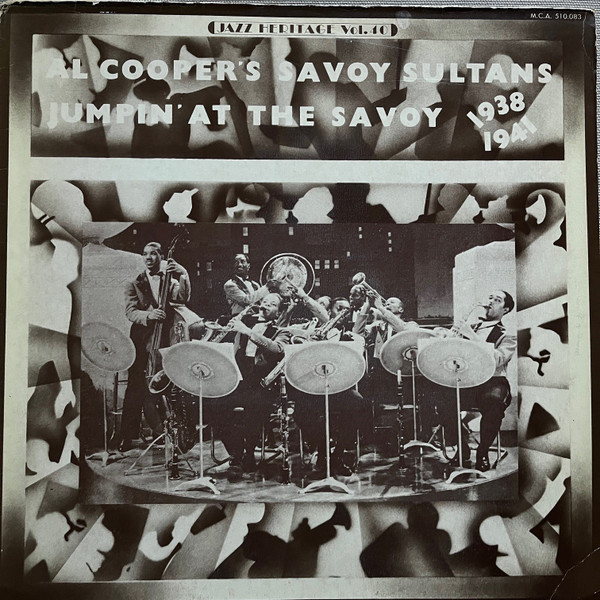 JAZZ HERITAGE Vol. 40
M.C.A. 510.083
AL COOPER'S SAVOY SULTANS
JUMPIN' AT THE SAVOY 1938
1941